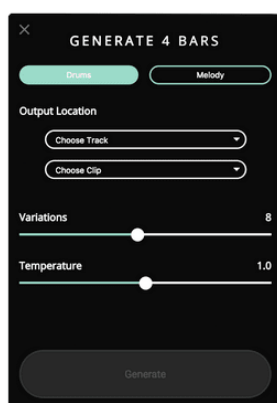 GENERATE 4 BARS
Drums Melody
Output Location
Choose Track
Choose Clip
Variations 8
Temperature 1.0
Generate